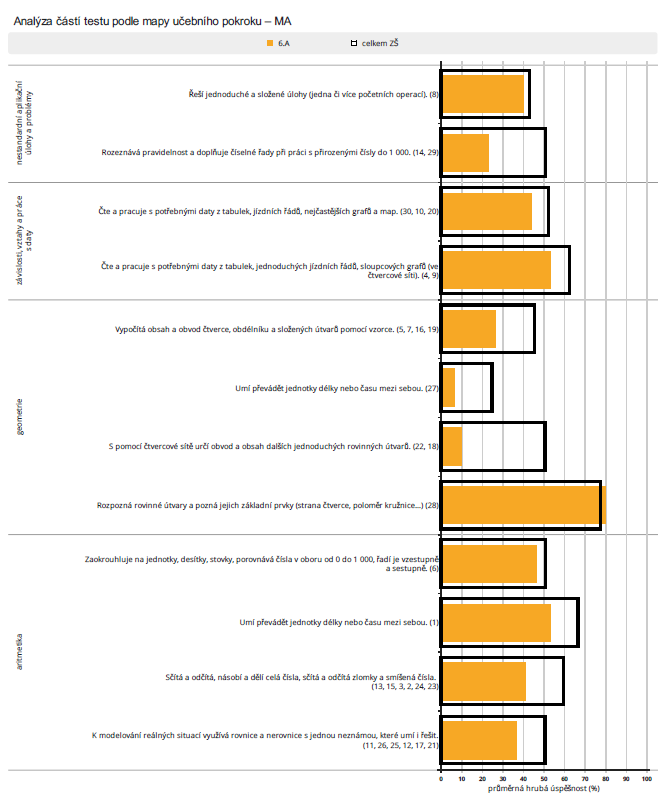 Analýza částí testu podle mapy učebního pokroku – MA
6.A
celkem ZŠ
nestandardní aplikační
úlohy a problémy
Řeší jednoduché a složené úlohy (jedna či více početních operací). (8)
Rozeznává pravidelnost a doplňuje číselné řady při práci s přirozenými čísly do 1 000. (14, 29)
závislosti, vztahy a práce
s daty
Čte a pracuje s potřebnými daty z tabulek, jízdních řádů, nejčastějších grafů a map. (30, 10, 20)
Čte a pracuje s potřebnými daty z tabulek, jednoduchých jízdních řádů, sloupcových grafů (ve
čtvercové síti). (4, 9)
geometrie
Vypočítá obsah a obvod čtverce, obdélníku a složených útvarů pomocí vzorce. (5, 7, 16, 19)
Umí převádět jednotky délky nebo času mezi sebou. (27)
S pomocí čtvercové sítě určí obvod a obsah dalších jednoduchých rovinných útvarů. (22, 18)
Rozpozná rovinné útvary a pozná jejich základní prvky (strana čtverce, poloměr kružnice...) (28)
aritmetika
Zaokrouhluje na jednotky, desítky, stovky, porovnává čísla v oboru od 0 do 1 000, řadí je vzestupně
a sestupně. (6)
Umí převádět jednotky délky nebo času mezi sebou. (1)
Sčítá a odčítá, násobí a dělí celá čísla, sčítá a odčítá zlomky a smíšená čísla.
(13, 15, 3, 2, 24, 23)
K modelování reálných situací využívá rovnice a nerovnice s jednou neznámou, které umí i řešit.
(11, 26, 25, 12, 17, 21)
0 10 20 30 40 50 60 70 80 90 100
průměrná hrubá úspěšnost (%)